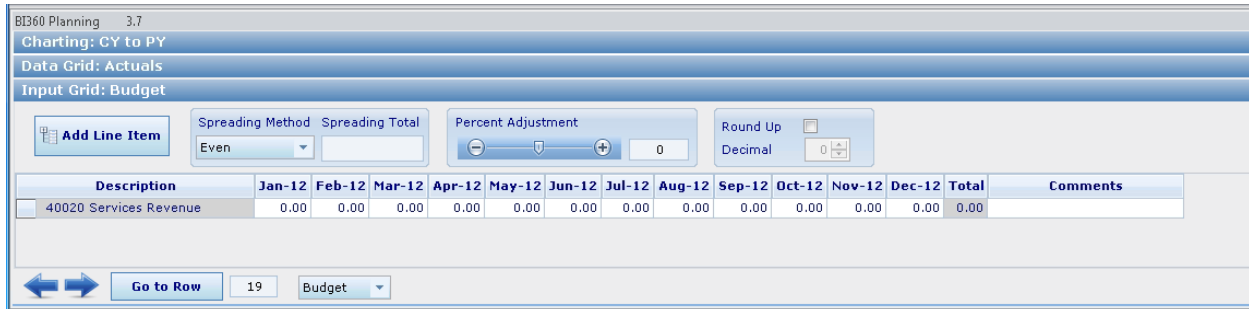 BI360 Planning 3.7
Charting: CY to PY
Data Grid: Actuals
Input Grid: Budget
Add Line Item
Spreading Method Spreading Total
Even
Percent Adjustment
0
Round Up
Decimal 0
Description Jan-12 Feb-12 Mar-12 Apr-12 May-12 Jun-12 Jul-12 Aug-12 Sep-12 Oct-12 Nov-12 Dec-12 Total Comments
40020 Services Revenue 0.00 0.00 0.00 0.00 0.00 0.00 0.00 0.00 0.00 0.00 0.00 0.00 0.00
Go to Row 19 Budget